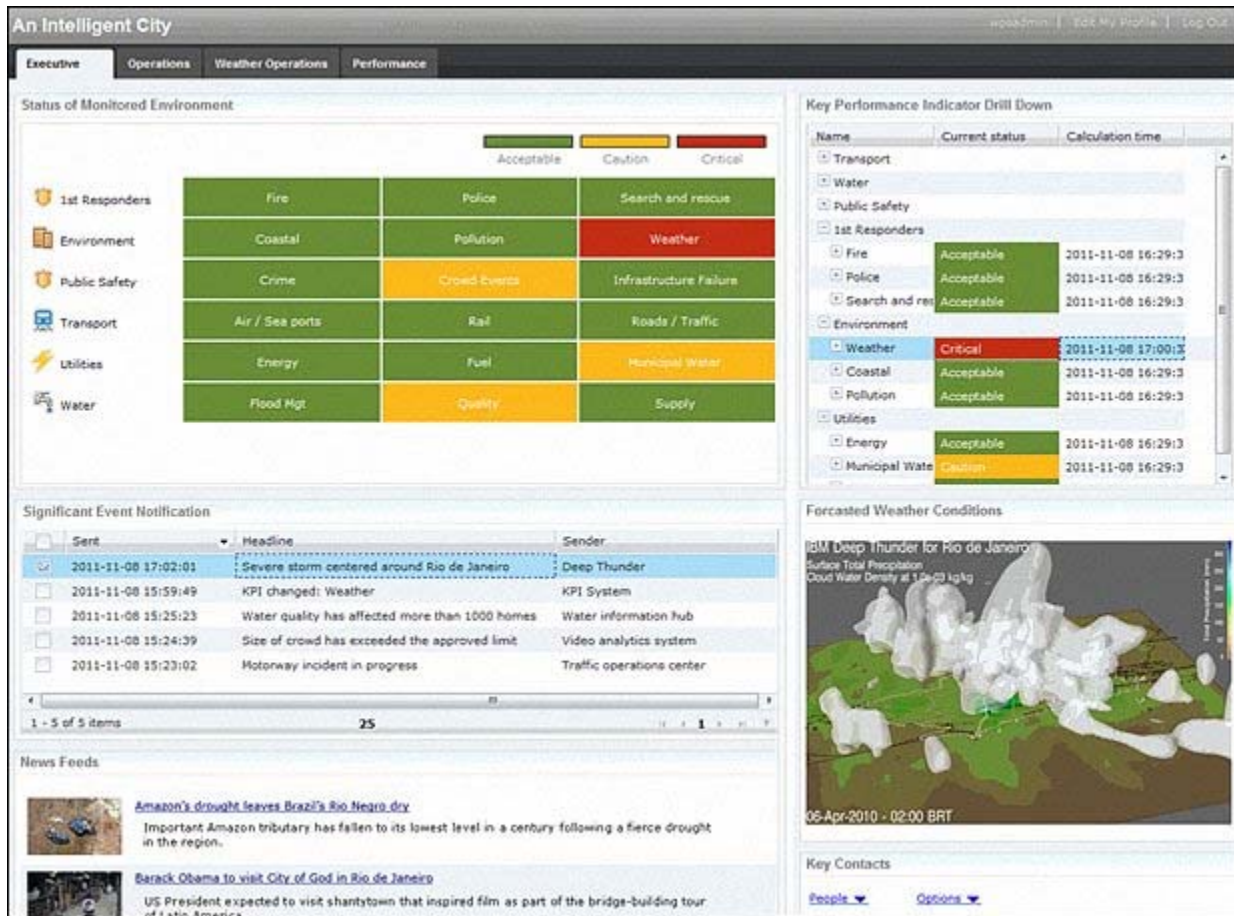 An Intelligent City
wpsadmin | Edit My Profile | Log Out
Executive Operations Weather Operations Performance
Status of Monitored Environment
Acceptable Caution Critical
1st Responders Fire Police Search and rescue
Environment Coastal Pollution Weather
Public Safety Crime Crowd Events Infrastructure Failure
Transport Air / Sea ports Rail Roads / Traffic
Utilities Energy Fuel Municipal Water
Water Flood Mgt Quality Supply
Key Performance Indicator Drill Down
Name Current status Calculation time
Transport
Water
Public Safety
1st Responders
Fire Acceptable 2011-11-08 16:29:3
Police Acceptable 2011-11-08 16:29:3
Search and res Acceptable 2011-11-08 16:29:3
Environment
Weather Critical 2011-11-08 17:00:3
Coastal Acceptable 2011-11-08 16:29:3
Pollution Acceptable 2011-11-08 16:29:3
Utilities
Energy Acceptable 2011-11-08 16:29:3
Municipal Wate Caution 2011-11-08 16:29:3
Significant Event Notification
Sent Headline Sender
2011-11-08 17:02:01 Severe storm centered around Rio de Janeiro Deep Thunder
2011-11-08 15:59:49 KPI changed: Weather KPI System
2011-11-08 15:25:23 Water quality has affected more than 1000 homes Water information hub
2011-11-08 15:24:39 Size of crowd has exceeded the approved limit Video analytics system
2011-11-08 15:23:02 Motorway incident in progress Traffic operations center
1 - 5 of 5 items 25 1
Forcasted Weather Conditions
IBM Deep Thunder for Rio de Janeiro
Surface Total Precipitation
Cloud Water Density at 1.0e-03 kg/kg
Total Precipitation
06-Apr-2010 - 02:00 BRT
News Feeds
Amazon's drought leaves Brazil's Rio Negro dry
Important Amazon tributary has fallen to its lowest level in a century following a fierce drought
in the region.
Barack Obama to visit City of God in Rio de Janeiro
US President expected to visit shantytown that inspired film as part of the bridge-building tour
of Latin America
Key Contacts
People Options